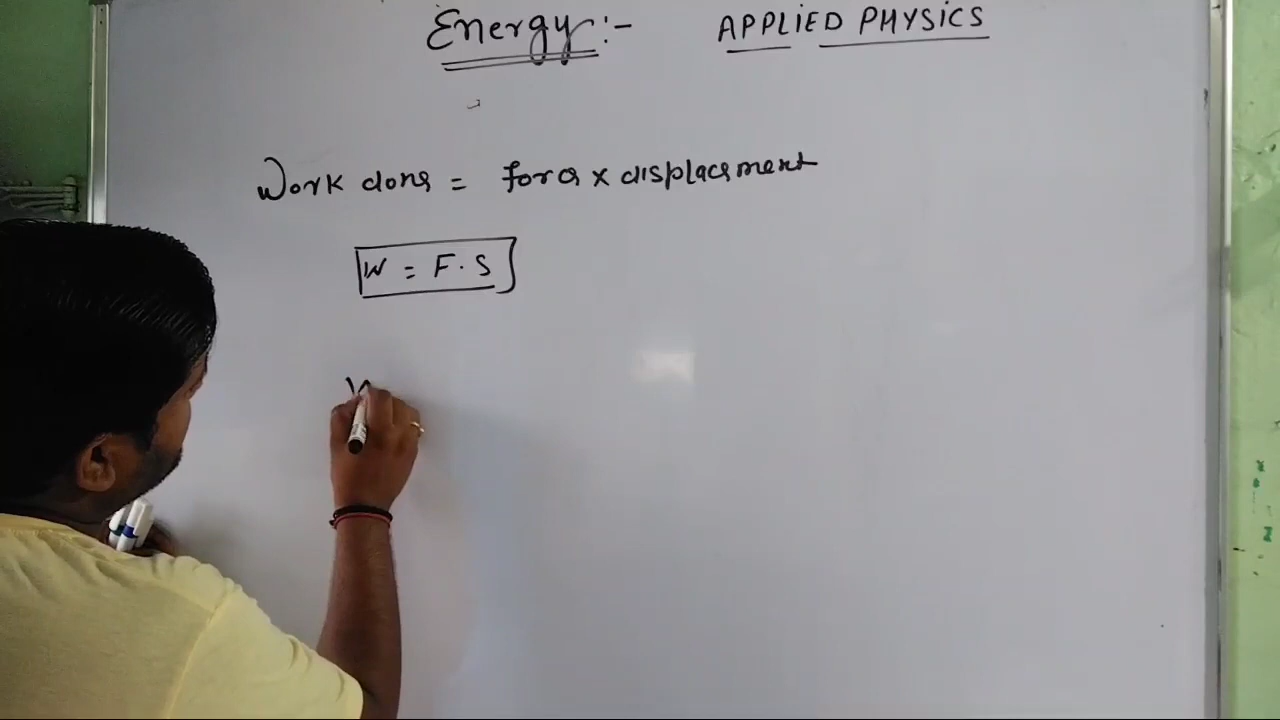 Energy:- APPLIED PHYSICS
Work done = force x displacement
W = F.S